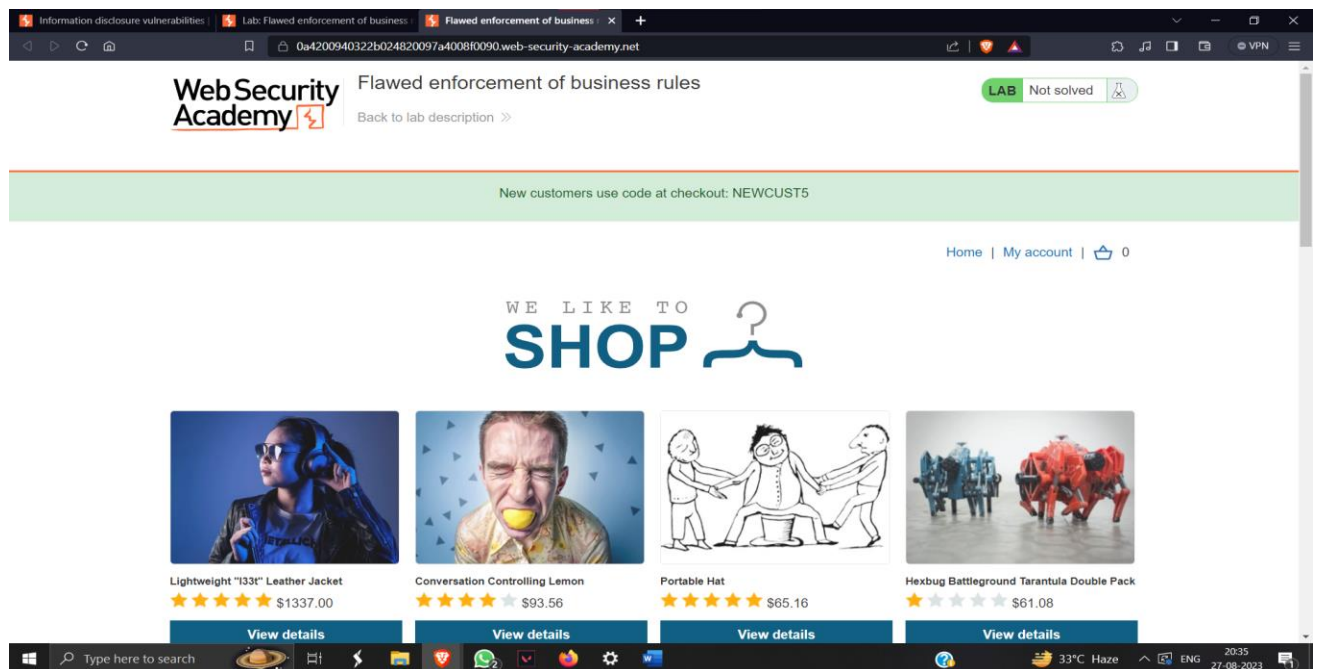 Information disclosure vulnerabilities |
Lab: Flawed enforcement of business r
Flawed enforcement of business r
0a4200940322b024820097a4008f0090.web-security-academy.net
VPN
Web Security
Academy
Flawed enforcement of business rules
Back to lab description
LAB Not solved
New customers use code at checkout: NEWCUST5
Home | My account | 0
WE LIKE TO
SHOP
Lightweight "l33t" Leather Jacket
$1337.00
View details
Conversation Controlling Lemon
$93.56
View details
Portable Hat
$65.16
View details
Hexbug Battleground Tarantula Double Pack
$61.08
View details
Type here to search
2
33°C Haze
ENG
20:35
27-08-2023